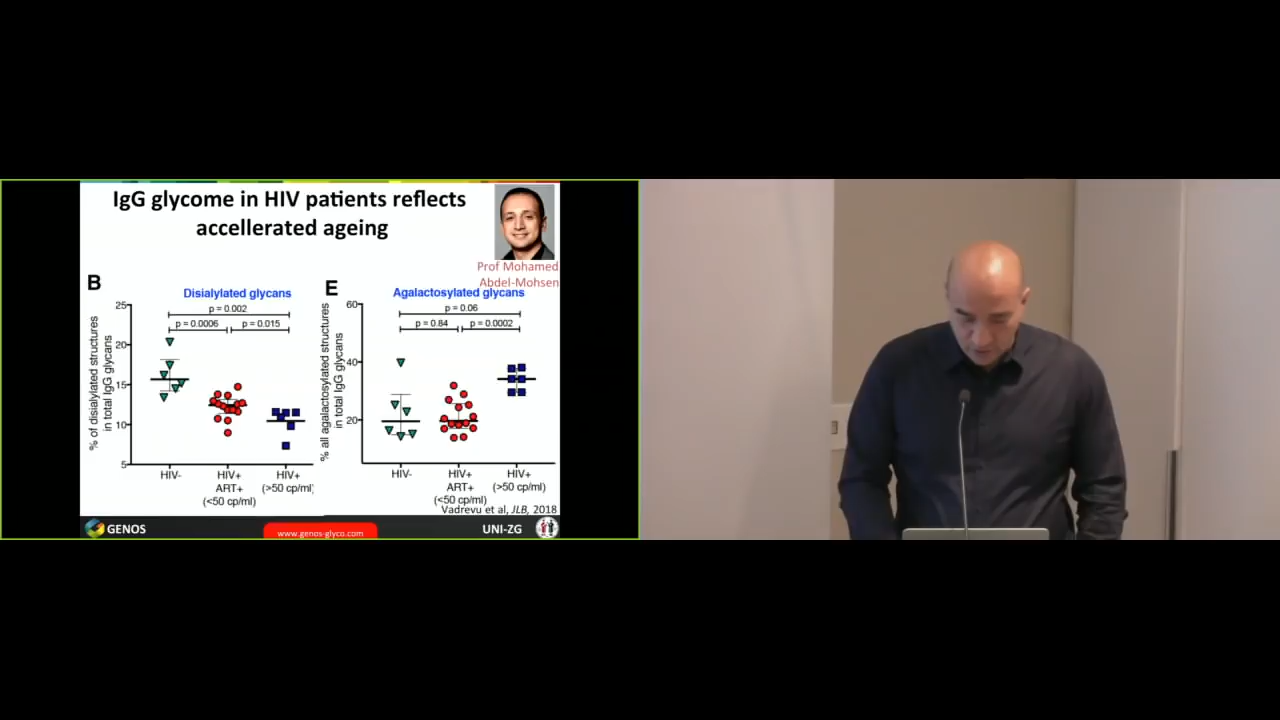 IgG glycome in HIV patients reflects
accellerated ageing
Prof Mohamed
Abdel-Mohsen
B
Disialylated glycans
p = 0.002
p = 0.0006
p = 0.015
% of disialylated structures
in total IgG glycans
25
20
15
10
5
HIV-
HIV+
ART+
(<50 cp/ml)
HIV+
(>50 cp/ml)
E
Agalactosylated glycans
p = 0.06
p = 0.84
p = 0.0002
% all agalactosylated structures
in total IgG glycans
60
40
20
HIV-
HIV+
ART+
(<50 cp/ml)
HIV+
(>50 cp/ml)
Vadrevu et al, JLB, 2018
GENOS
www.genos-glyco.com
UNI-ZG